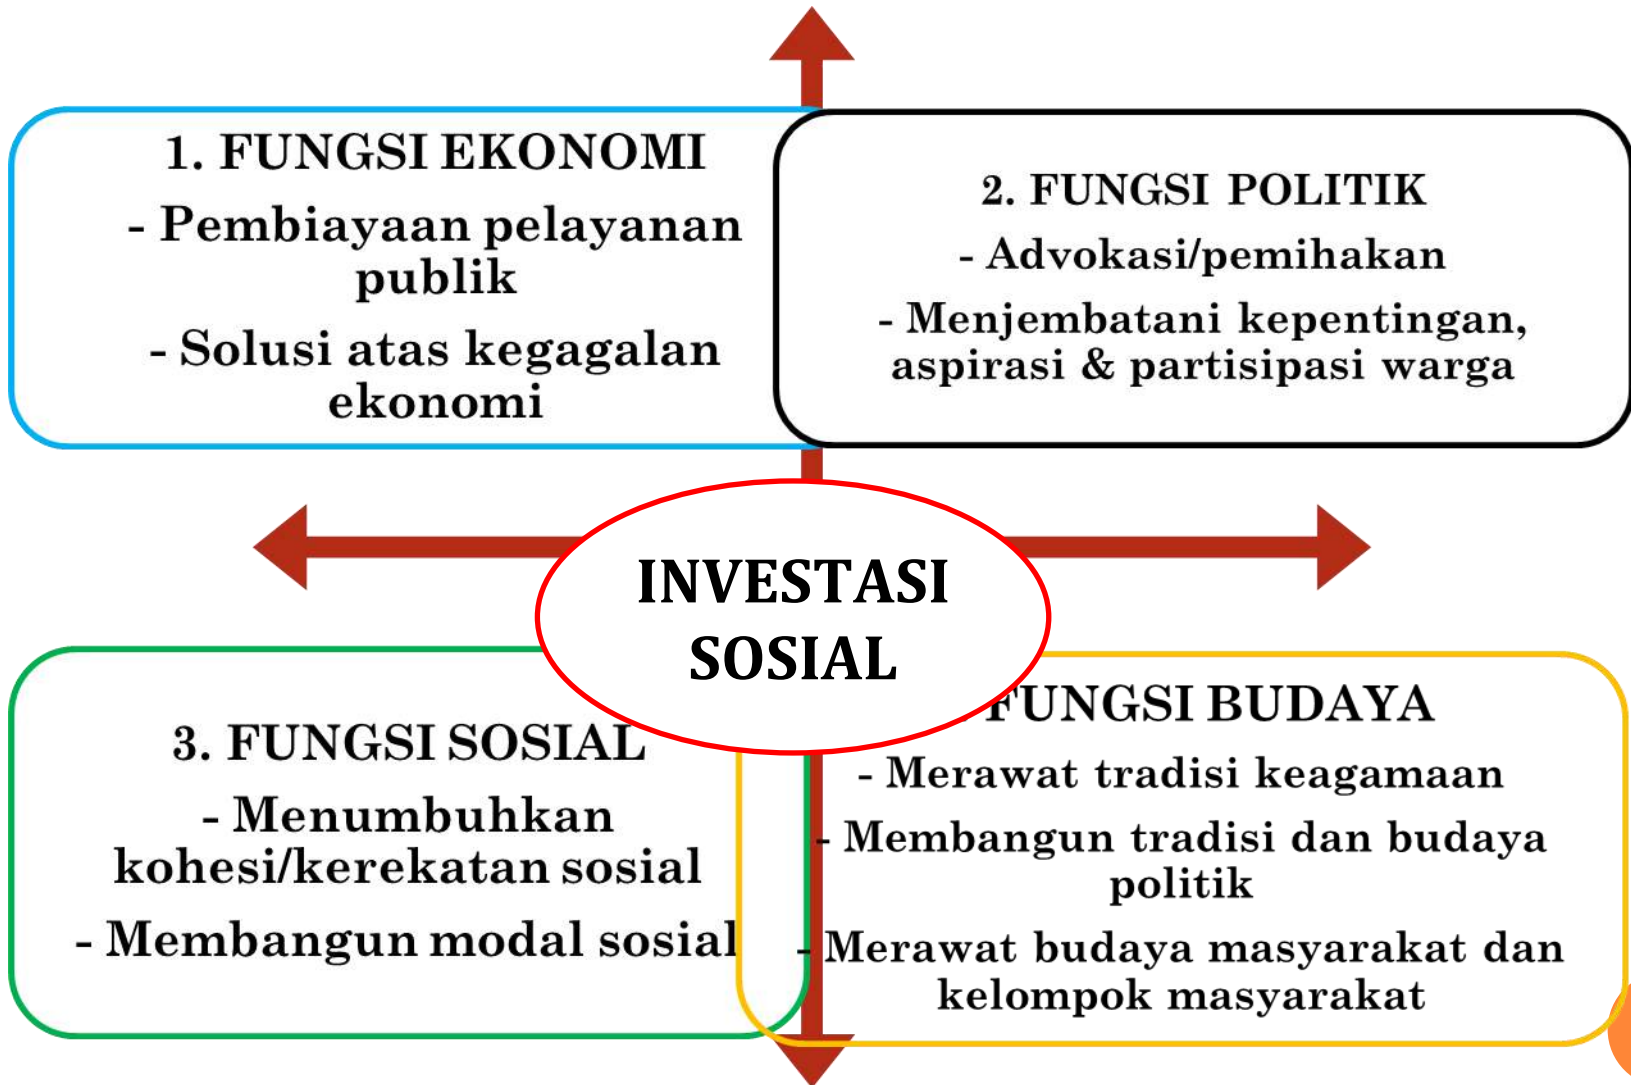 1. FUNGSI EKONOMI
- Pembiayaan pelayanan
publik
- Solusi atas kegagalan
ekonomi
2. FUNGSI POLITIK
- Advokasi/pemihakan
- Menjembatani kepentingan,
aspirasi & partisipasi warga
INVESTASI
SOSIAL
3. FUNGSI SOSIAL
- Menumbuhkan
kohesi/kerekatan sosial
- Membangun modal sosial
FUNGSI BUDAYA
- Merawat tradisi keagamaan
- Membangun tradisi dan budaya
politik
- Merawat budaya masyarakat dan
kelompok masyarakat